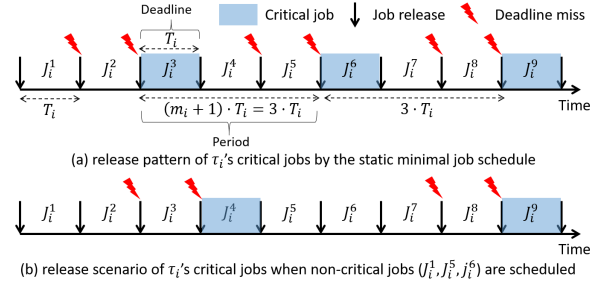 Deadline
Critical job
Job release
Deadline miss
T_i
J_i^1 J_i^2 J_i^3 J_i^4 J_i^5 J_i^6 J_i^7 J_i^8 J_i^9
T_i (m_i + 1) · T_i = 3 · T_i 3 · T_i Time
Period
(a) release pattern of τ_i's critical jobs by the static minimal job schedule
J_i^1 J_i^2 J_i^3 J_i^4 J_i^5 J_i^6 J_i^7 J_i^8 J_i^9
Time
(b) release scenario of τ_i's critical jobs when non-critical jobs (J_i^1, J_i^5, j_i^6) are scheduled